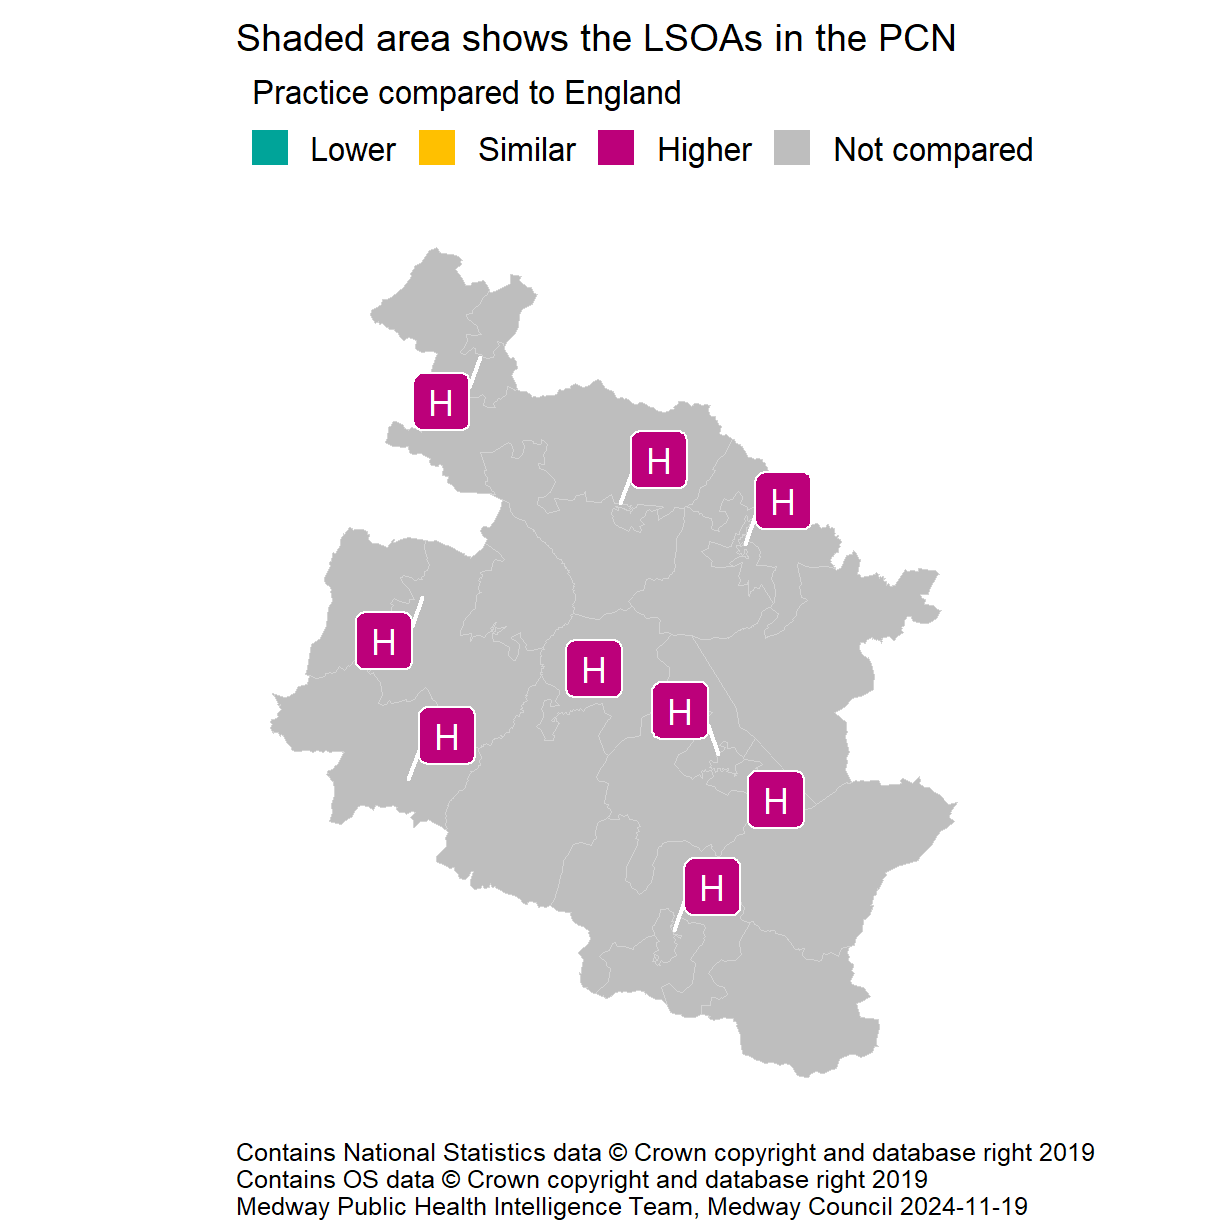 Shaded area shows the LSOAs in the PCN
Practice compared to England
Lower Similar Higher Not compared
H
H
H
H
H
H
H
H
H
Contains National Statistics data © Crown copyright and database right 2019
Contains OS data © Crown copyright and database right 2019
Medway Public Health Intelligence Team, Medway Council 2024-11-19